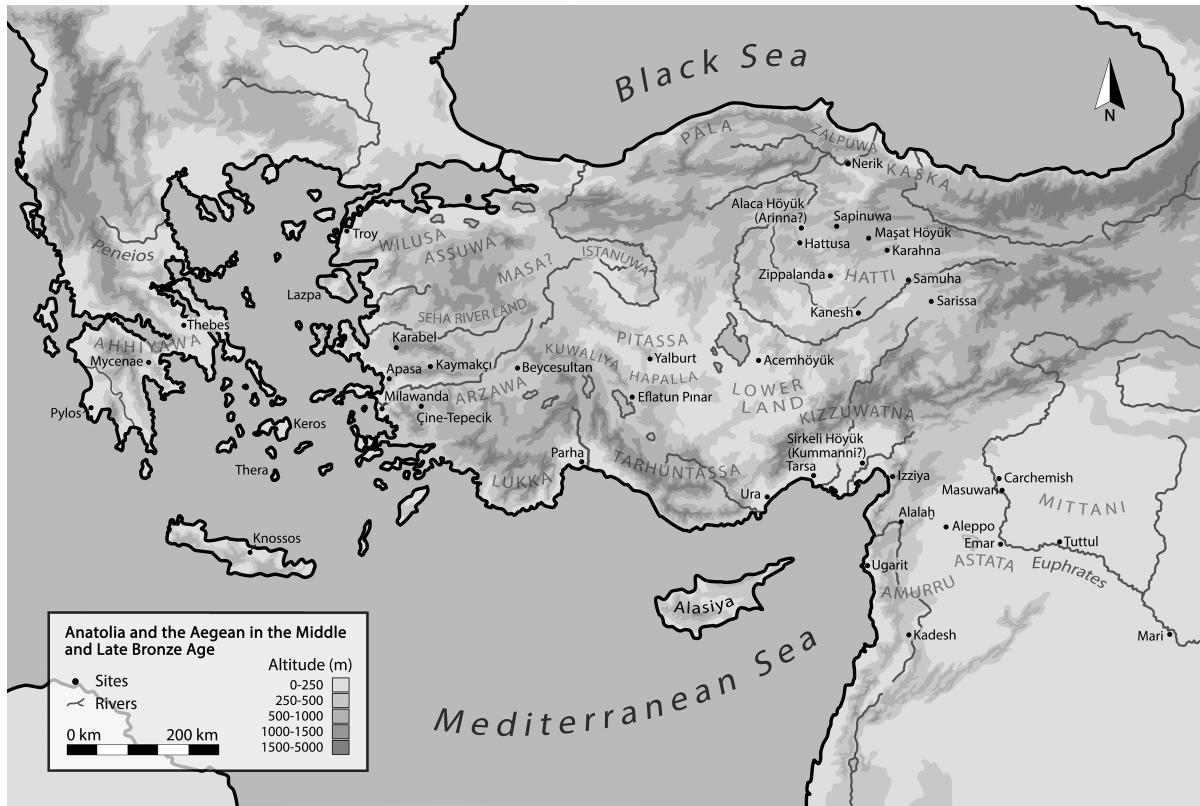 Black Sea
N
PALA
ZALPUWA
Nerik
KASKA
Alaca Höyük
(Arinna?)
Sapinuwa
Maşat Höyük
Hattusa
Karahna
Troy
WILUSA
ASSUWA
MASA?
ISTANUWA
Peneios
Zippalanda
HATTI
Samuha
Lazpa
Sarissa
SEHA RIVER LAND
Kanesh
Thebes
AHHIYAWA
Mycenae
Karabel
PITASSA
KUWALIYA
Yalburt
Acemhöyük
Apasa
Kaymakçı
Beycesultan
HAPALLA
ARZAWA
LOWER
LAND
Milawanda
Eflatun Pınar
Çine-Tepecik
KIZZUWATNA
Pylos
Keros
Sirkeli Höyük
(Kummanni?)
Tarsa
Parha
TARHUNTASSA
Thera
LUKKA
Ura
Izziya
Carchemish
Masuwari
MITTANI
Alalaḫ
Aleppo
Knossos
Emar
Tuttul
ASTATA
Euphrates
Ugarit
AMURRU
Alasiya
Kadesh
Mari
Mediterranean Sea
Anatolia and the Aegean in the Middle
and Late Bronze Age
Sites
Rivers
0 km 200 km
Altitude (m)
0-250
250-500
500-1000
1000-1500
1500-5000